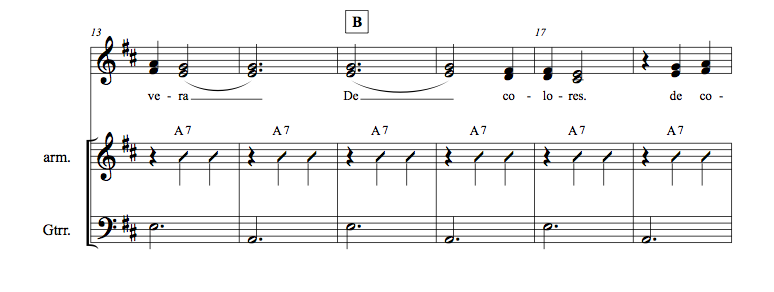 B
13 17
ve - ra De co - lo - res. de co -
A 7 A 7 A 7 A 7 A 7 A 7
arm.
Gtrr.